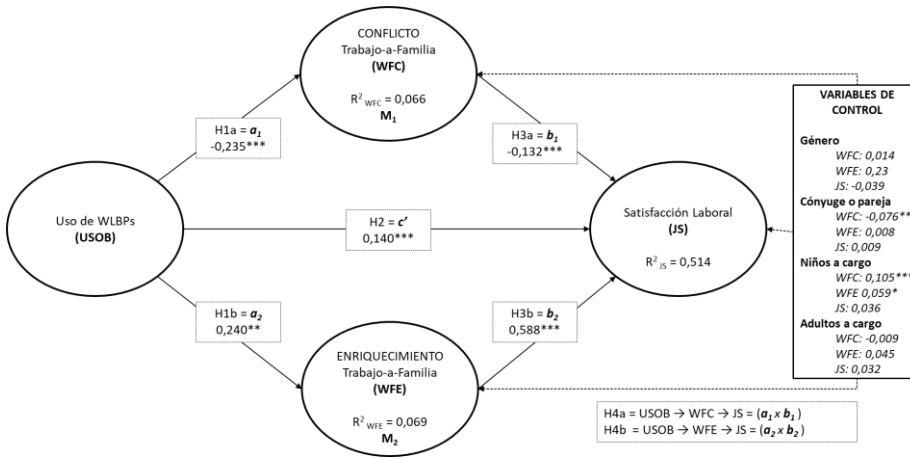 CONFLICTO
Trabajo-a-Familia
(WFC)
R² WFC = 0,066
M₁
H1a = a₁
-0,235***
H3a = b₁
-0,132***
Uso de WLBPs
(USOB)
H2 = c’
0,140***
Satisfacción Laboral
(JS)
R² JS = 0,514
H1b = a₂
0,240**
H3b = b₂
0,588***
ENRIQUECIMIENTO
Trabajo-a-Familia
(WFE)
R² WFE = 0,069
M₂
VARIABLES DE
CONTROL
Género
WFC: 0,014
WFE: 0,23
JS: -0,039
Cónyuge o pareja
WFC: -0,076**
WFE: 0,008
JS: 0,009
Niños a cargo
WFC: 0,105***
WFE 0,059*
JS: 0,036
Adultos a cargo
WFC: -0,009
WFE: 0,045
JS: 0,032
H4a = USOB → WFC → JS = (a₁ x b₁)
H4b = USOB → WFE → JS = (a₂ x b₂)